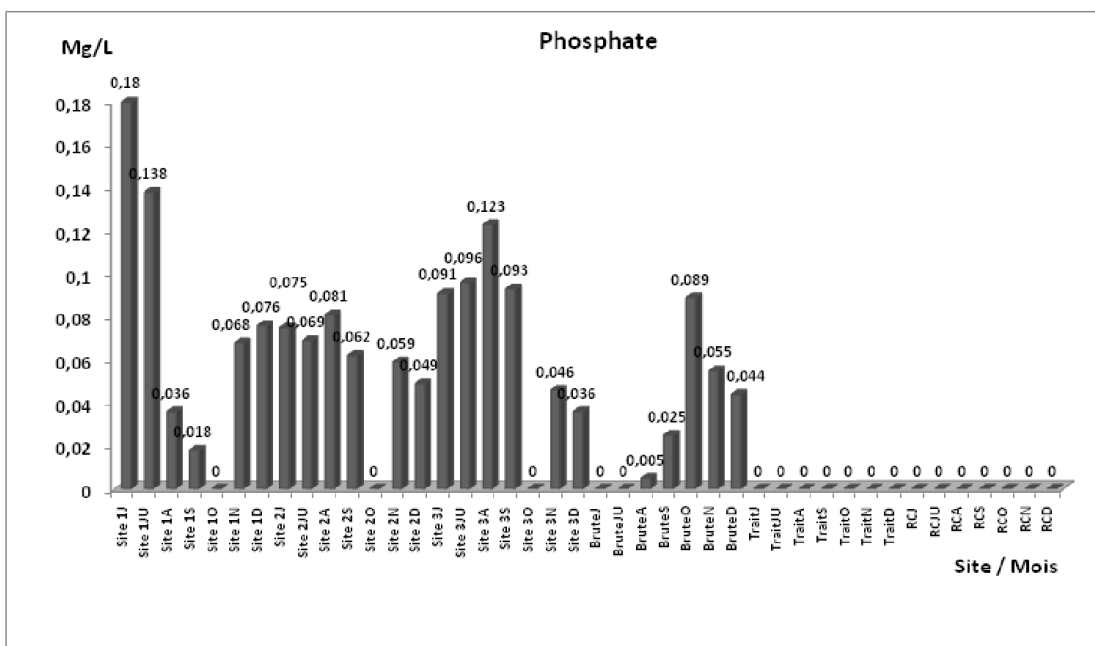 Phosphate
Mg/L
0,18
0,16
0,14
0,12
0,1
0,08
0,06
0,04
0,02
0
0,18
0,138
0,036
0,018
0
0,068
0,076
0,075
0,069
0,081
0,062
0
0,059
0,049
0,091
0,096
0,123
0,093
0
0,046
0,036
0
0
0,005
0,025
0,089
0,055
0,044
0
0
0
0
0
0
0
0
0
0
0
0
0
0
Site 1J
Site 1JU
Site 1A
Site 1S
Site 1O
Site 1N
Site 1D
Site 2J
Site 2JU
Site 2A
Site 2S
Site 2O
Site 2N
Site 2D
Site 3J
Site 3JU
Site 3A
Site 3S
Site 3O
Site 3N
Site 3D
BruteJ
BruteJU
BruteA
BruteS
BruteO
BruteN
BruteD
TraitJ
TraitJU
TraitA
TraitS
TraitO
TraitN
TraitD
RCJ
RCJU
RCA
RCS
RCO
RCN
RCD
Site / Mois